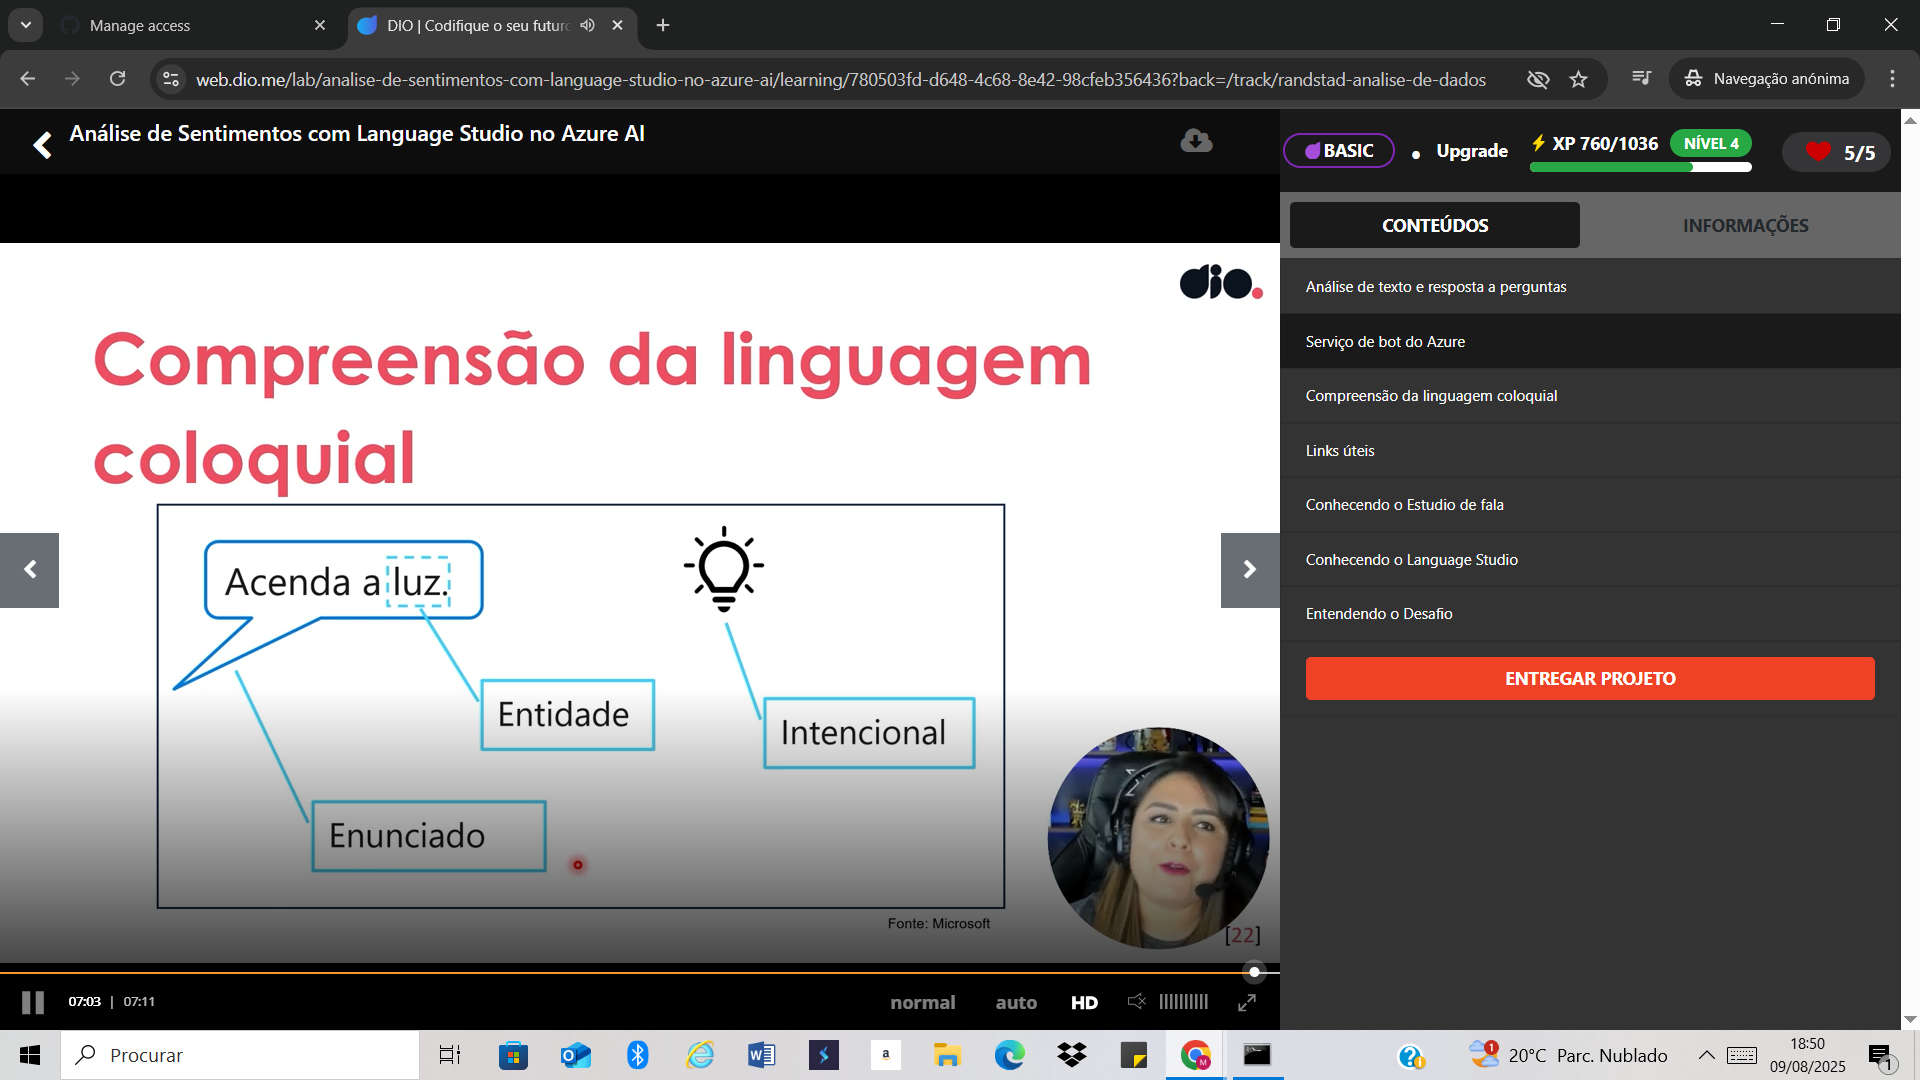 Manage access
DIO | Codifique o seu futuro
web.dio.me/lab/analise-de-sentimentos-com-language-studio-no-azure-ai/learning/780503fd-d648-4c68-8e42-98cfeb356436?back=/track/randstad-analise-de-dados
Navegação anónima
Análise de Sentimentos com Language Studio no Azure AI
BASIC
Upgrade
XP 760/1036
NÍVEL 4
5/5
CONTEÚDOS
INFORMAÇÕES
Análise de texto e resposta a perguntas
Serviço de bot do Azure
Compreensão da linguagem coloquial
Links úteis
Conhecendo o Estudio de fala
Conhecendo o Language Studio
Entendendo o Desafio
ENTREGAR PROJETO
dio.
Compreensão da linguagem
coloquial
Acenda a luz.
Entidade
Intencional
Enunciado
Fonte: Microsoft
[22]
07:03 | 07:11
normal
auto
HD
Procurar
20°C Parc. Nublado
18:50
09/08/2025
1